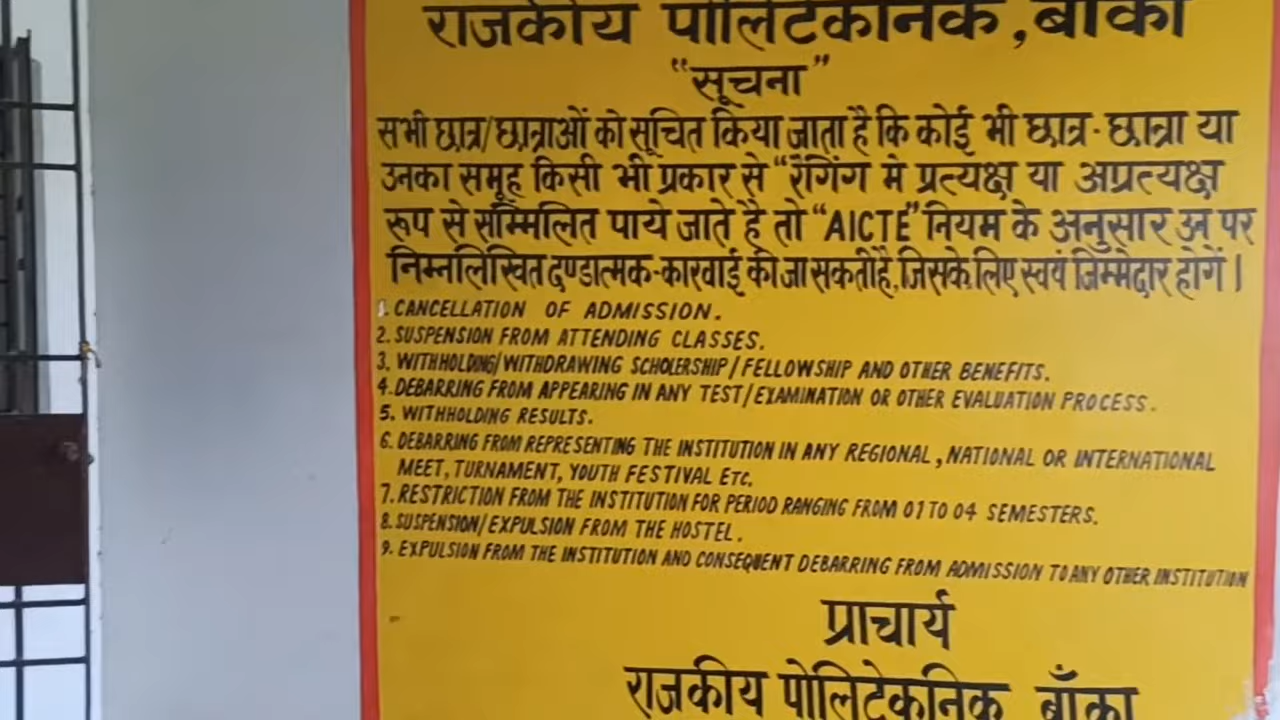 राजकीय पोलिटेकनिक, बाँका
“सूचना”
सभी छात्र/छात्राओं को सूचित किया जाता है कि कोई भी छात्र-छात्रा या
उनका समूह किसी भी प्रकार से “रैगिंग में प्रत्यक्ष या अप्रत्यक्ष
रूप से सम्मिलित पाये जाते है तो “AICTE” नियम के अनुसार उन पर
निम्नलिखित दण्डात्मक-कारवाई की जा सकती है, जिसके लिए स्वयं जिम्मेदार होगें।
1. CANCELLATION OF ADMISSION.
2. SUSPENSION FROM ATTENDING CLASSES.
3. WITHHOLDING/WITHDRAWING SCHOLERSHIP/FELLOWSHIP AND OTHER BENEFITS.
4. DEBARRING FROM APPEARING IN ANY TEST/EXAMINATION OR OTHER EVALUATION PROCESS.
5. WITHHOLDING RESULTS.
6. DEBARRING FROM REPRESENTING THE INSTITUTION IN ANY REGIONAL, NATIONAL OR INTERNATIONAL
MEET, TURNAMENT, YOUTH FESTIVAL ETC.
7. RESTRICTION FROM THE INSTITUTION FOR PERIOD RANGING FROM 01 TO 04 SEMESTERS.
8. SUSPENSION/EXPULSION FROM THE HOSTEL.
9. EXPULSION FROM THE INSTITUTION AND CONSEQUENT DEBARRING FROM ADMISSION TO ANY OTHER INSTITUTION
प्राचार्य
राजकीय पोलिटेकनिक, बाँका